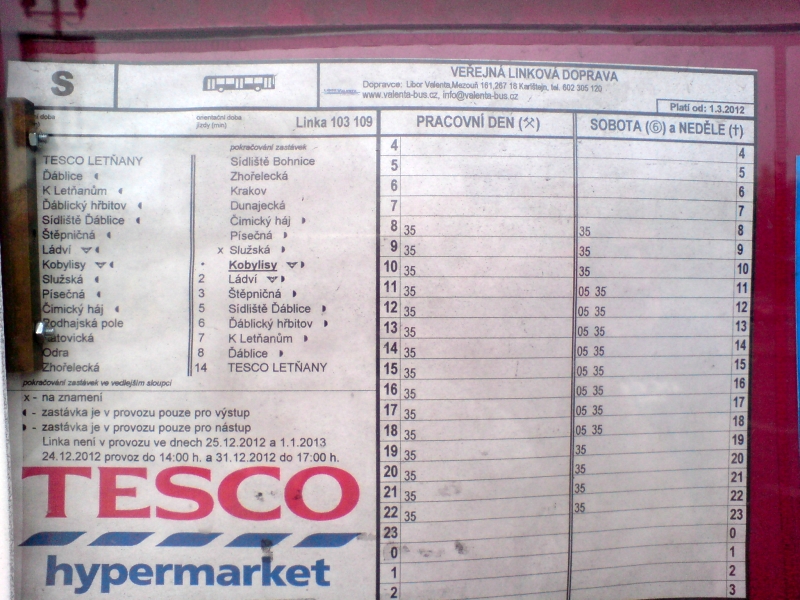 S
VEŘEJNÁ LINKOVÁ DOPRAVA
Dopravce: Libor Valenta,Mezouň 161,267 18 Karlštejn, tel. 602 305 120
www.valenta-bus.cz, info@valenta-bus.cz
Platí od: 1.3.2012
doba
orientační doba
jízdy (min)
Linka 103 109
PRACOVNÍ DEN (⚒)
SOBOTA (⑥) a NEDĚLE (†)
TESCO LETŇANY
Ďáblice
K Letňanům
Ďáblický hřbitov
Sídliště Ďáblice
Štěpničná
Ládví
Kobylisy
Služská
Písečná
Čimický háj
Podhajská pole
Odra
Zhořelecká
pokračování zastávek ve vedlejším sloupci
pokračování zastávek
Sídliště Bohnice
Zhořelecká
Krakov
Dunajecká
Čimický háj
Písečná
x Služská
• Kobylisy
2 Ládví
3 Štěpničná
5 Sídliště Ďáblice
6 Ďáblický hřbitov
7 K Letňanům
8 Ďáblice
14 TESCO LETŇANY
x - na znamení
- zastávka je v provozu pouze pro výstup
- zastávka je v provozu pouze pro nástup
Linka není v provozu ve dnech 25.12.2012 a 1.1.2013
24.12.2012 provoz do 14:00 h. a 31.12.2012 do 17:00 h.
TESCO
hypermarket
4 4
5 5
6 6
7 7
8 35 35 8
9 35 35 9
10 35 35 10
11 35 05 35 11
12 35 05 35 12
13 35 05 35 13
14 35 05 35 14
15 35 05 35 15
16 35 05 35 16
17 35 05 35 17
18 35 05 35 18
19 35 35 19
20 35 35 20
21 35 35 21
22 35 35 22
23 23
0 0
1 1
2 2
3